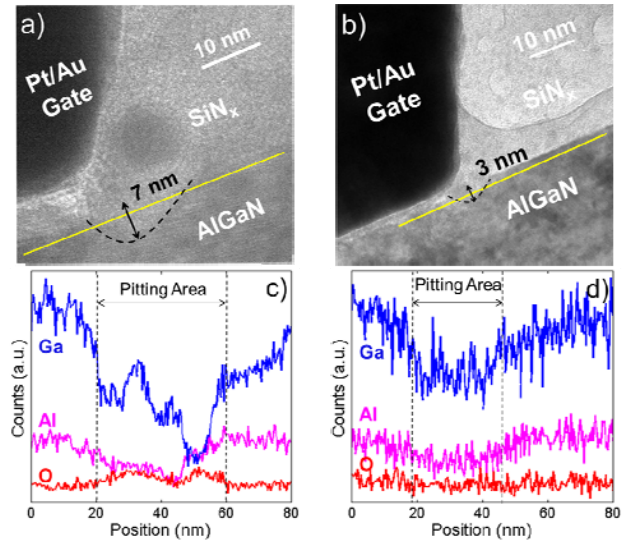 a)
10 nm
Pt/Au
Gate
SiNx
7 nm
AlGaN
b)
10 nm
Pt/Au
Gate
SiNx
3 nm
AlGaN
Pitting Area
c)
Ga
Al
O
Counts (a.u.)
0 20 40 60 80
Position (nm)
Pitting Area
d)
Ga
Al
O
Counts (a.u.)
0 20 40 60 80
Position (nm)